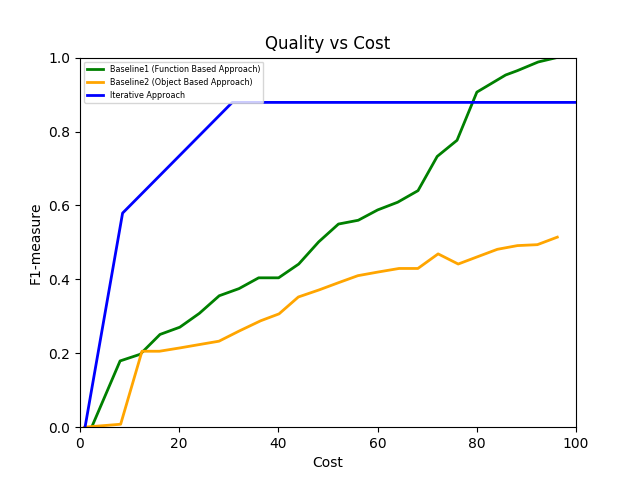 Quality vs Cost
Baseline1 (Function Based Approach)
Baseline2 (Object Based Approach)
Iterative Approach
1.0
0.8
0.6
0.4
0.2
0.0
F1-measure
0 20 40 60 80 100
Cost